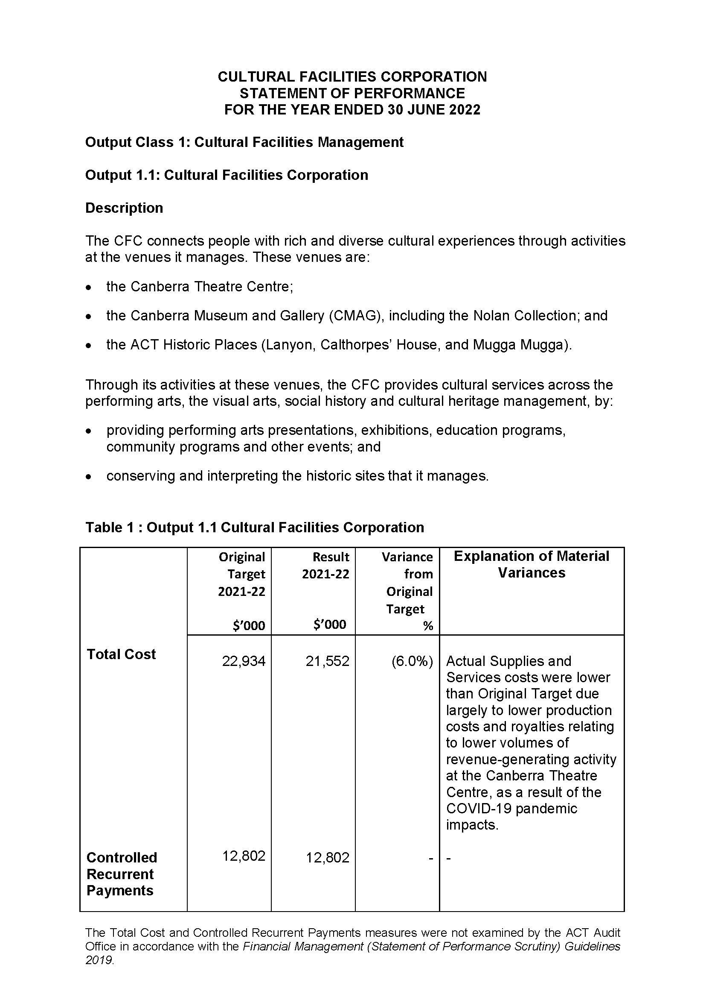 CULTURAL FACILITIES CORPORATION
STATEMENT OF PERFORMANCE
FOR THE YEAR ENDED 30 JUNE 2022
Output Class 1: Cultural Facilities Management
Output 1.1: Cultural Facilities Corporation
Description
The CFC connects people with rich and diverse cultural experiences through activities
at the venues it manages. These venues are:
• the Canberra Theatre Centre;
• the Canberra Museum and Gallery (CMAG), including the Nolan Collection; and
• the ACT Historic Places (Lanyon, Calthorpes’ House, and Mugga Mugga).
Through its activities at these venues, the CFC provides cultural services across the
performing arts, the visual arts, social history and cultural heritage management, by:
• providing performing arts presentations, exhibitions, education programs,
community programs and other events; and
• conserving and interpreting the historic sites that it manages.
Table 1 : Output 1.1 Cultural Facilities Corporation
Original
Target
2021-22
$’000
Result
2021-22
$’000
Variance
from
Original
Target
%
Explanation of Material
Variances
Total Cost
22,934
21,552
(6.0%)
Actual Supplies and
Services costs were lower
than Original Target due
largely to lower production
costs and royalties relating
to lower volumes of
revenue-generating activity
at the Canberra Theatre
Centre, as a result of the
COVID-19 pandemic
impacts.
Controlled
Recurrent
Payments
12,802
12,802
-
-
The Total Cost and Controlled Recurrent Payments measures were not examined by the ACT Audit
Office in accordance with the Financial Management (Statement of Performance Scrutiny) Guidelines
2019.